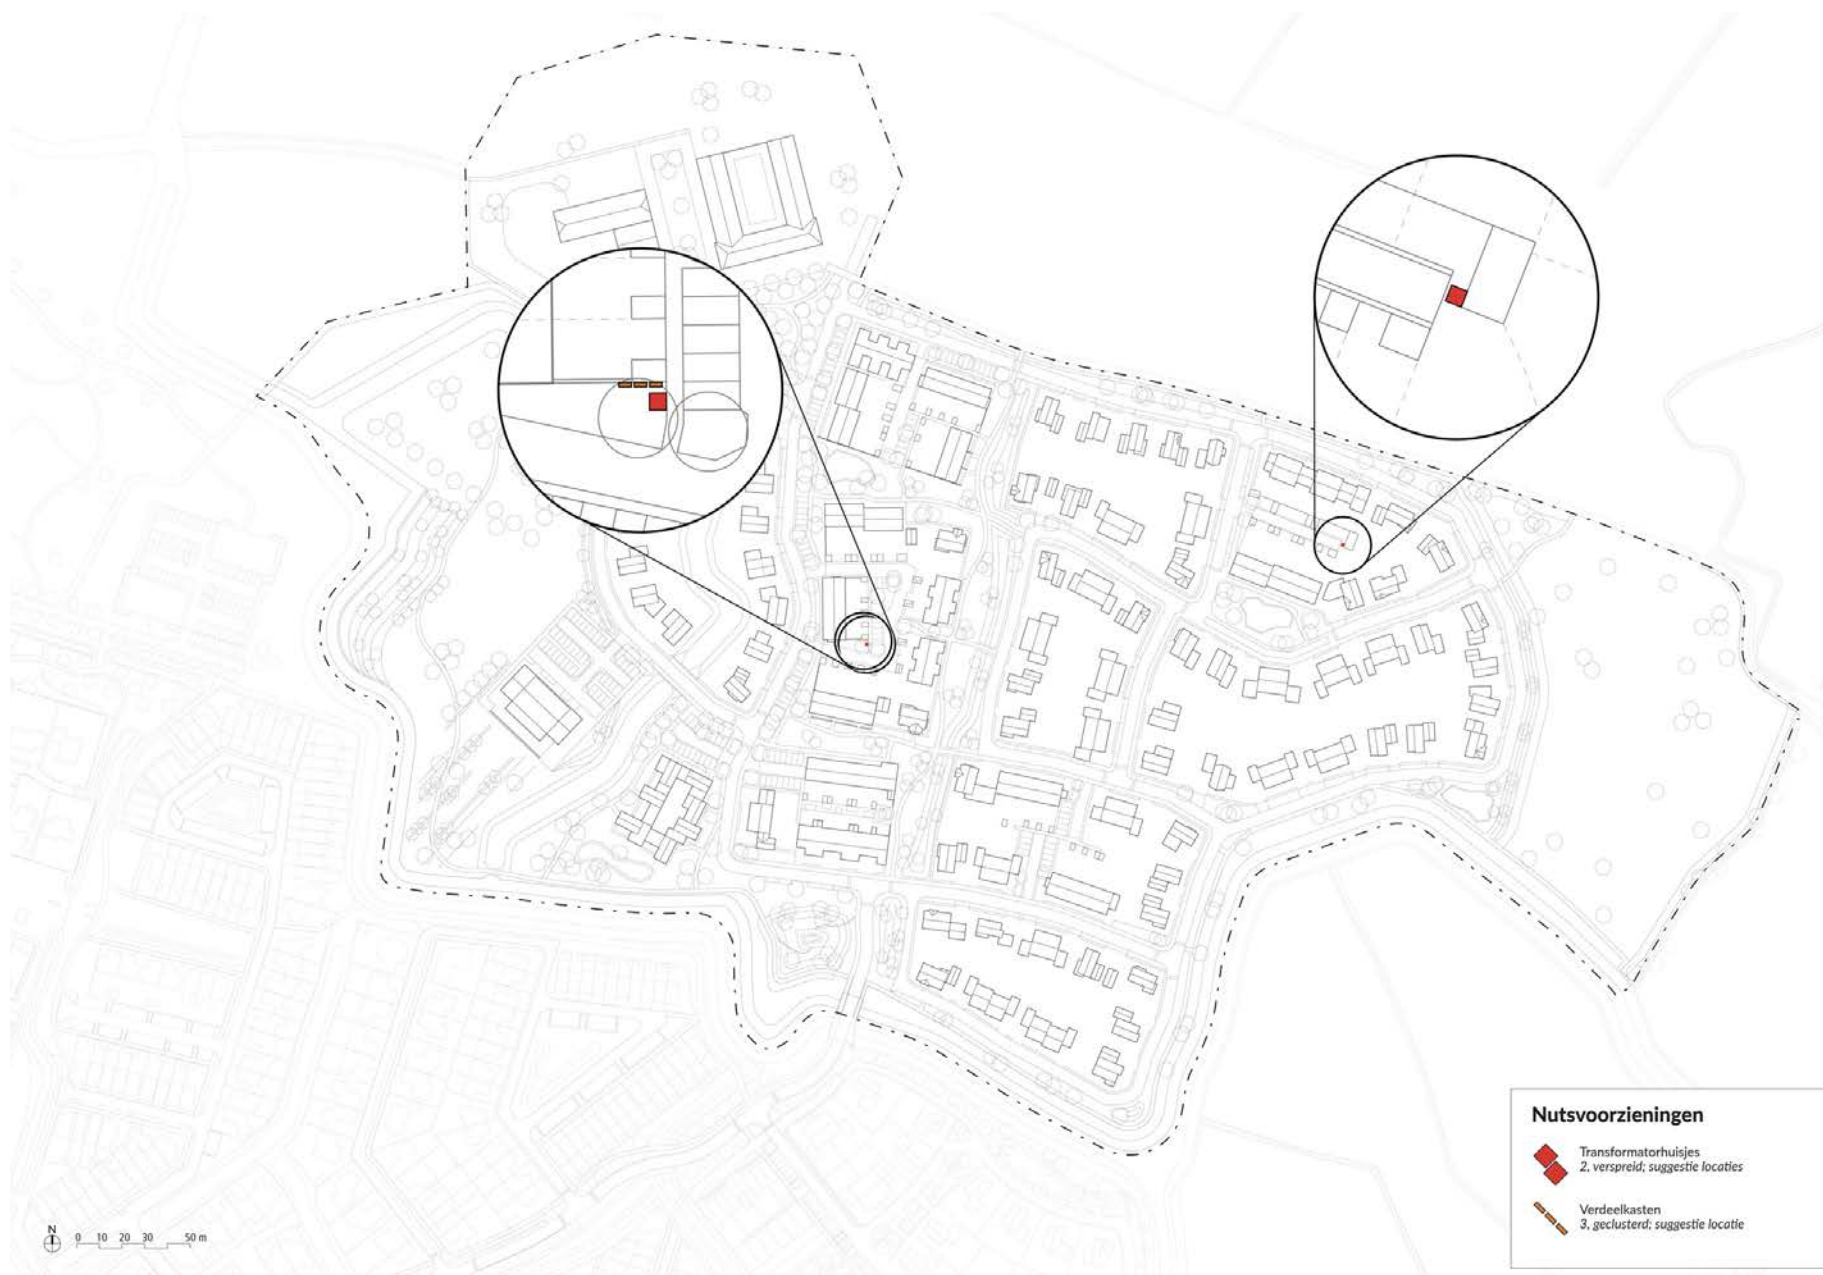 Nutsvoorzieningen
Transformatorhuisjes
2, verspreid; suggestie locaties
Verdeelkasten
3, geclusterd; suggestie locatie
N
0 10 20 30 50 m